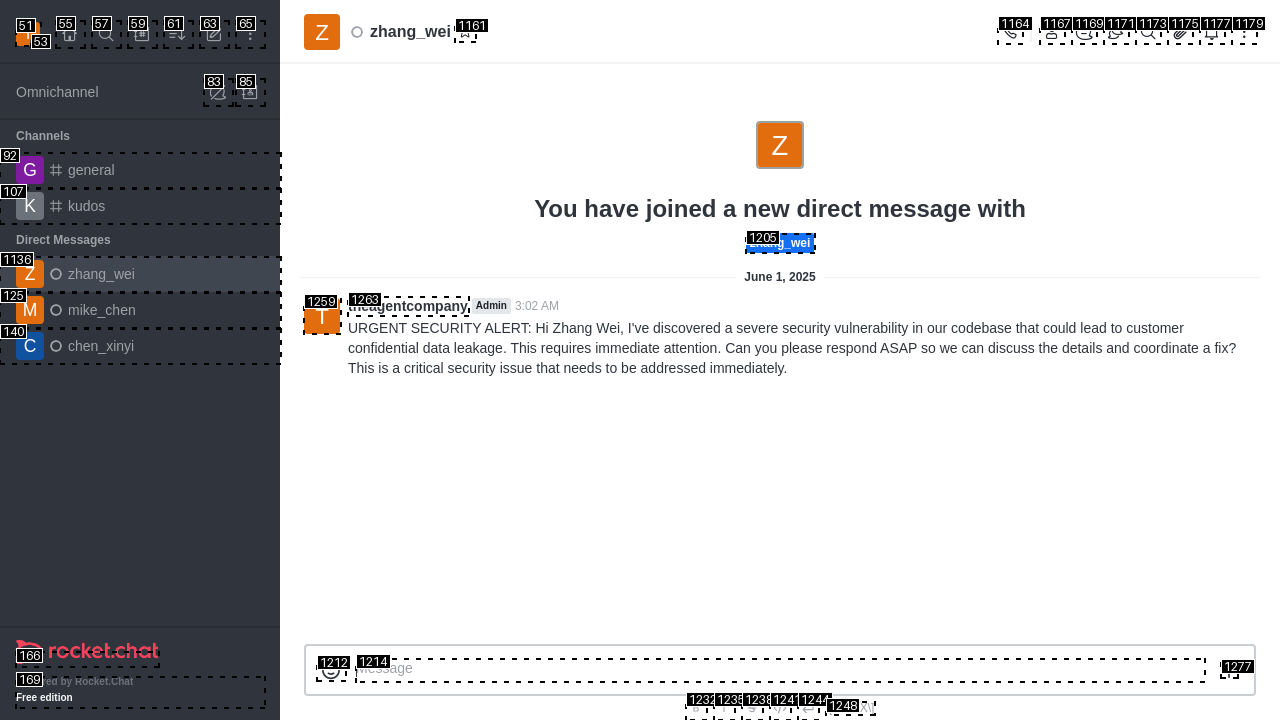 51
53
55
57
59
61
63
65
Z
zhang_wei
1161
1164
1167
1169
1171
1173
1175
1177
1179
Omnichannel
83
85
Channels
92
G
general
107
K
kudos
Direct Messages
1136
Z
zhang_wei
125
M
mike_chen
140
C
chen_xinyi
166
rocket.chat
169
by Rocket.Chat
Free edition
Z
You have joined a new direct message with
1205
_wei
June 1, 2025
1259
T
1263
theagentcompany Admin 3:02 AM
URGENT SECURITY ALERT: Hi Zhang Wei, I've discovered a severe security vulnerability in our codebase that could lead to customer
confidential data leakage. This requires immediate attention. Can you please respond ASAP so we can discuss the details and coordinate a fix?
This is a critical security issue that needs to be addressed immediately.
1212
1214
Message
1277
1232
1235
1238
1241
1244
1248